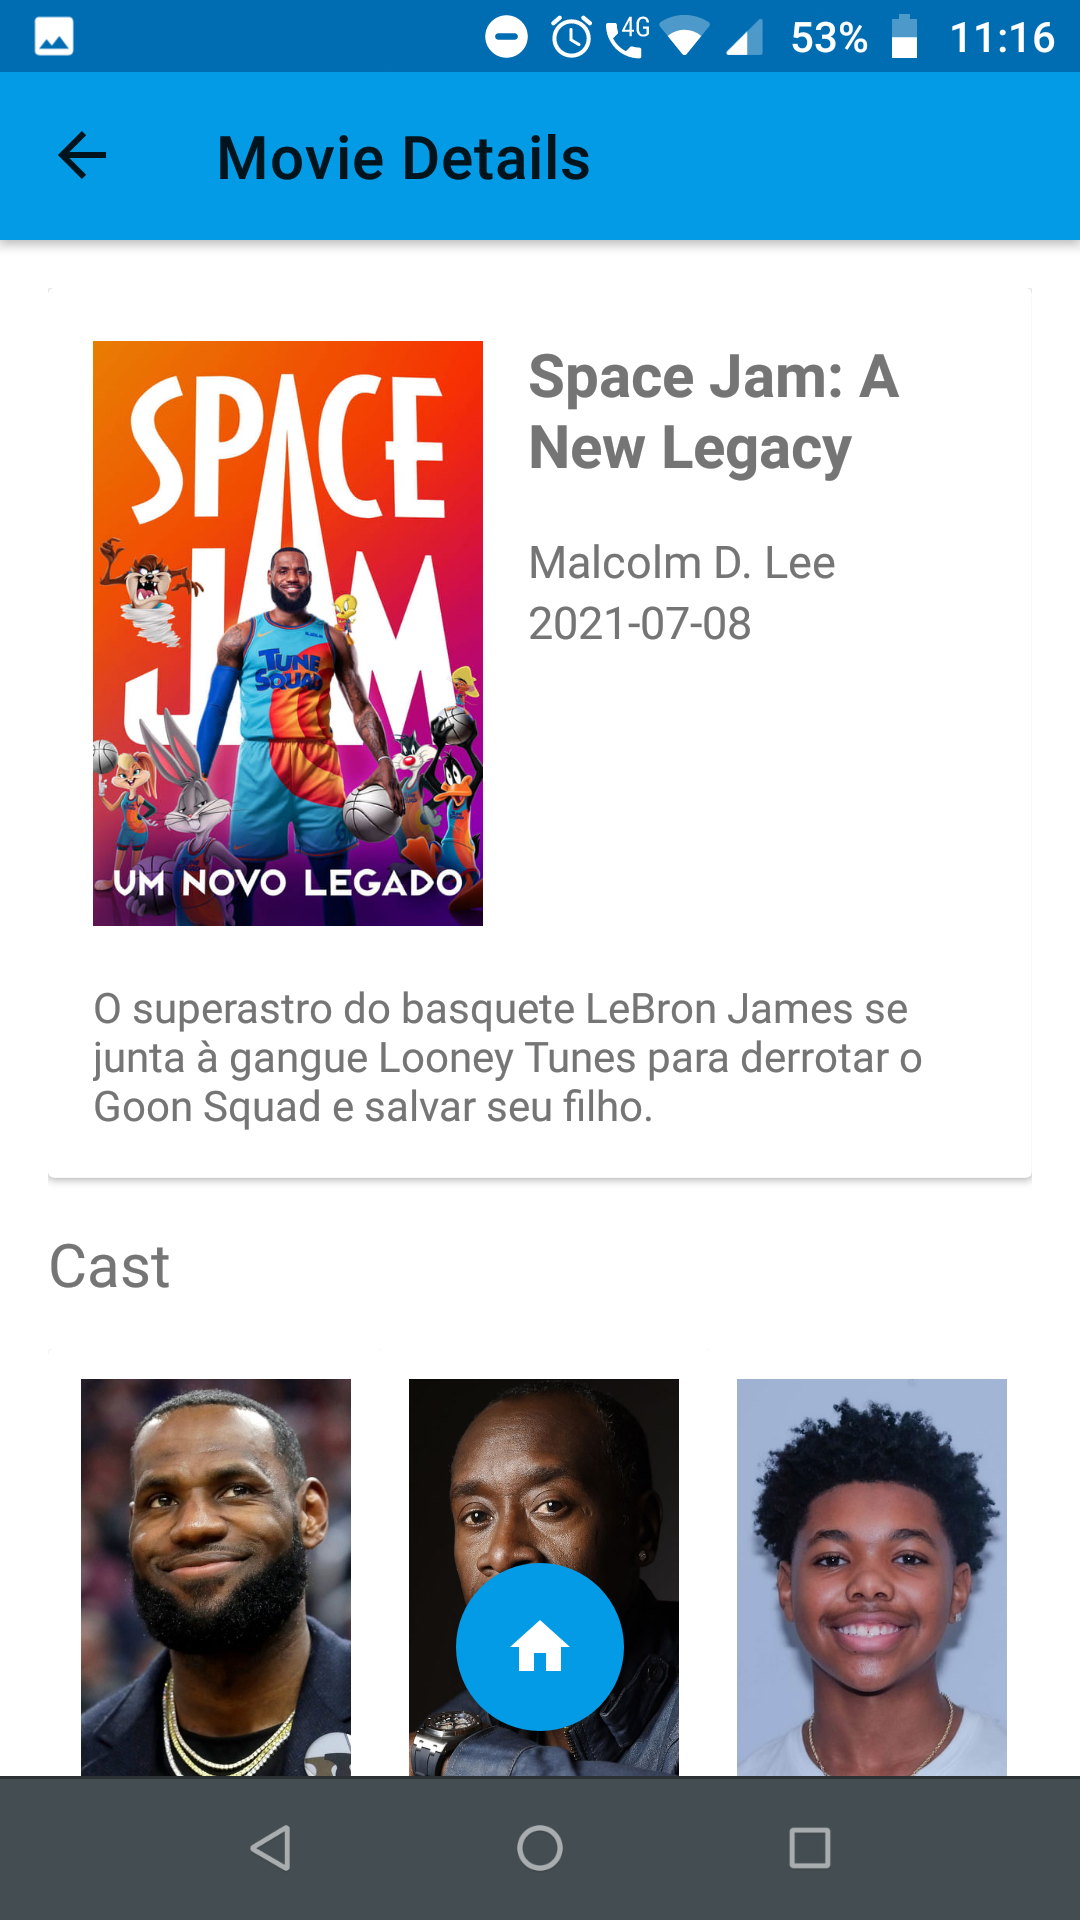 4G 53% 11:16
Movie Details
SPACE
JAM
TUNE
SQUAD
UM NOVO LEGADO
Space Jam: A
New Legacy
Malcolm D. Lee
2021-07-08
O superastro do basquete LeBron James se
junta à gangue Looney Tunes para derrotar o
Goon Squad e salvar seu filho.
Cast